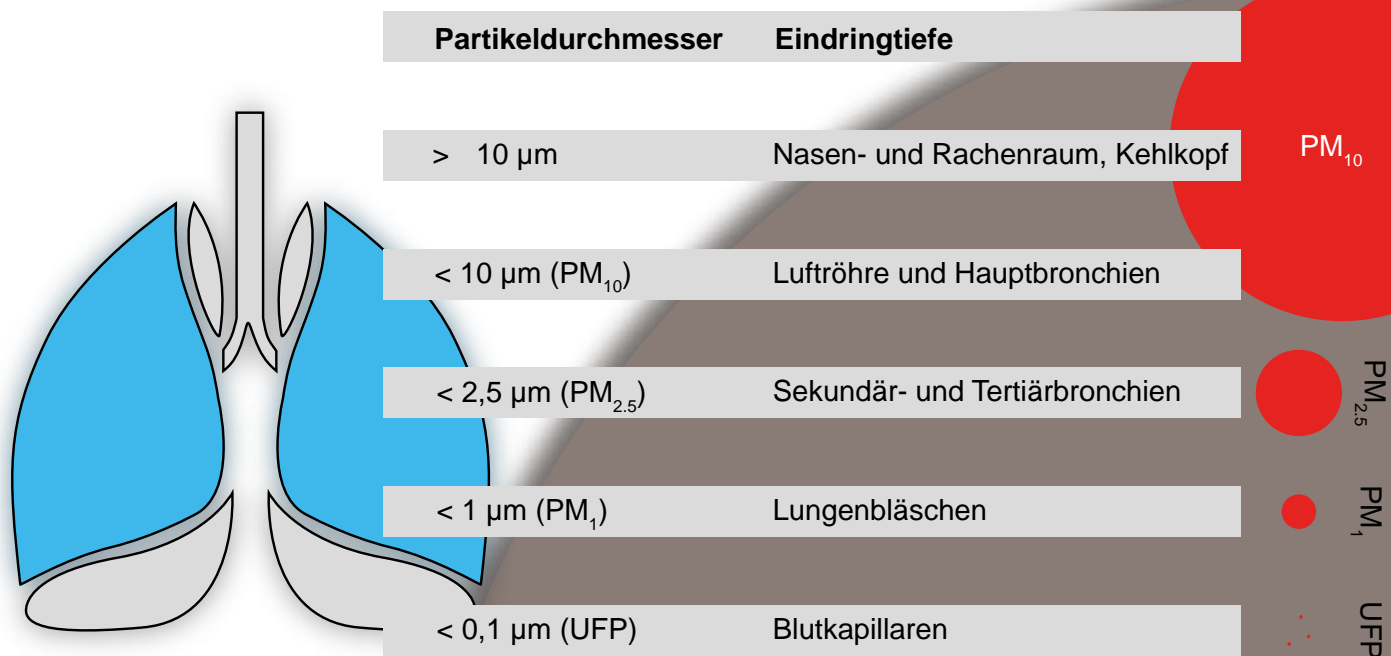 Partikeldurchmesser Eindringtiefe
> 10 µm Nasen- und Rachenraum, Kehlkopf PM₁₀
< 10 µm (PM₁₀) Luftröhre und Hauptbronchien
< 2,5 µm (PM₂.₅) Sekundär- und Tertiärbronchien PM₂.₅
< 1 µm (PM₁) Lungenbläschen PM₁
< 0,1 µm (UFP) Blutkapillaren UFP